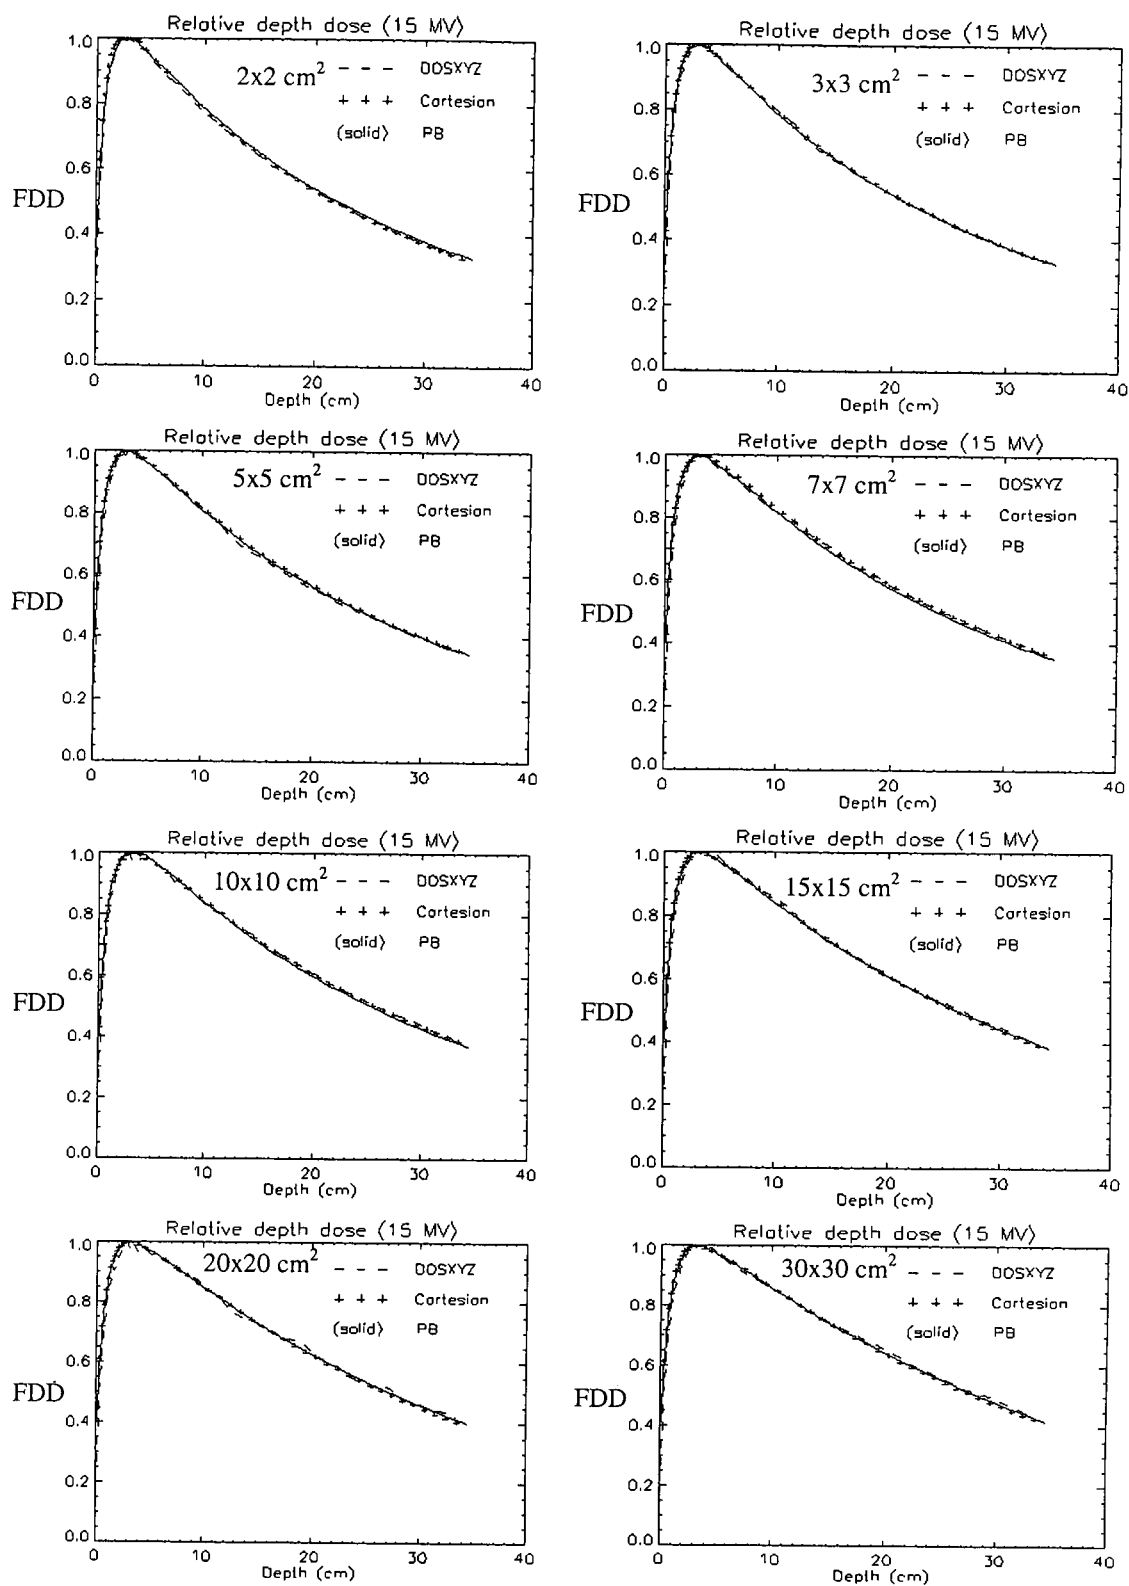 Relative depth dose (15 MV)
1.0
2x2 cm²
DOSXYZ
Cartesian
(solid) PB
0.8
0.6
FDD
0.4
0.2
0.0
0 10 20 30 40
Depth (cm)
Relative depth dose (15 MV)
1.0
3x3 cm²
DOSXYZ
Cartesian
(solid) PB
0.8
0.6
FDD
0.4
0.2
0.0
0 10 20 30 40
Depth (cm)
Relative depth dose (15 MV)
1.0
5x5 cm²
DOSXYZ
Cartesian
(solid) PB
0.8
0.6
FDD
0.4
0.2
0.0
0 10 20 30 40
Depth (cm)
Relative depth dose (15 MV)
1.0
7x7 cm²
DOSXYZ
Cartesian
(solid) PB
0.8
0.6
FDD
0.4
0.2
0.0
0 10 20 30 40
Depth (cm)
Relative depth dose (15 MV)
1.0
10x10 cm²
DOSXYZ
Cartesian
(solid) PB
0.8
0.6
FDD
0.4
0.2
0.0
0 10 20 30 40
Depth (cm)
Relative depth dose (15 MV)
1.0
15x15 cm²
DOSXYZ
Cartesian
(solid) PB
0.8
0.6
FDD
0.4
0.2
0.0
0 10 20 30 40
Depth (cm)
Relative depth dose (15 MV)
1.0
20x20 cm²
DOSXYZ
Cartesian
(solid) PB
0.8
0.6
FDD
0.4
0.2
0.0
0 10 20 30 40
Depth (cm)
Relative depth dose (15 MV)
1.0
30x30 cm²
DOSXYZ
Cartesian
(solid) PB
0.8
0.6
FDD
0.4
0.2
0.0
0 10 20 30 40
Depth (cm)